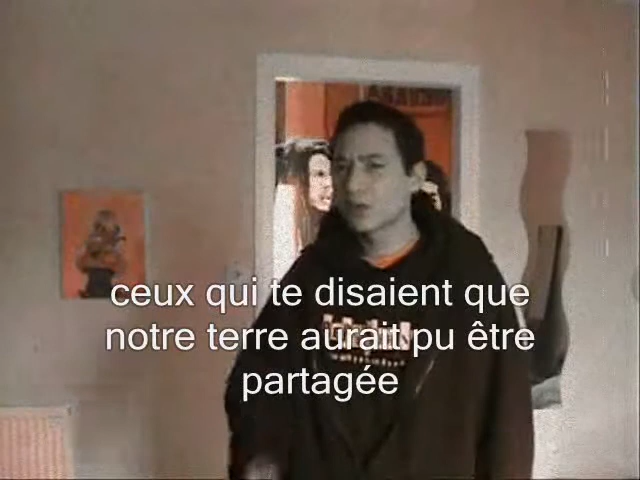 ceux qui te disaient que
notre terre aurait pu être
partagée